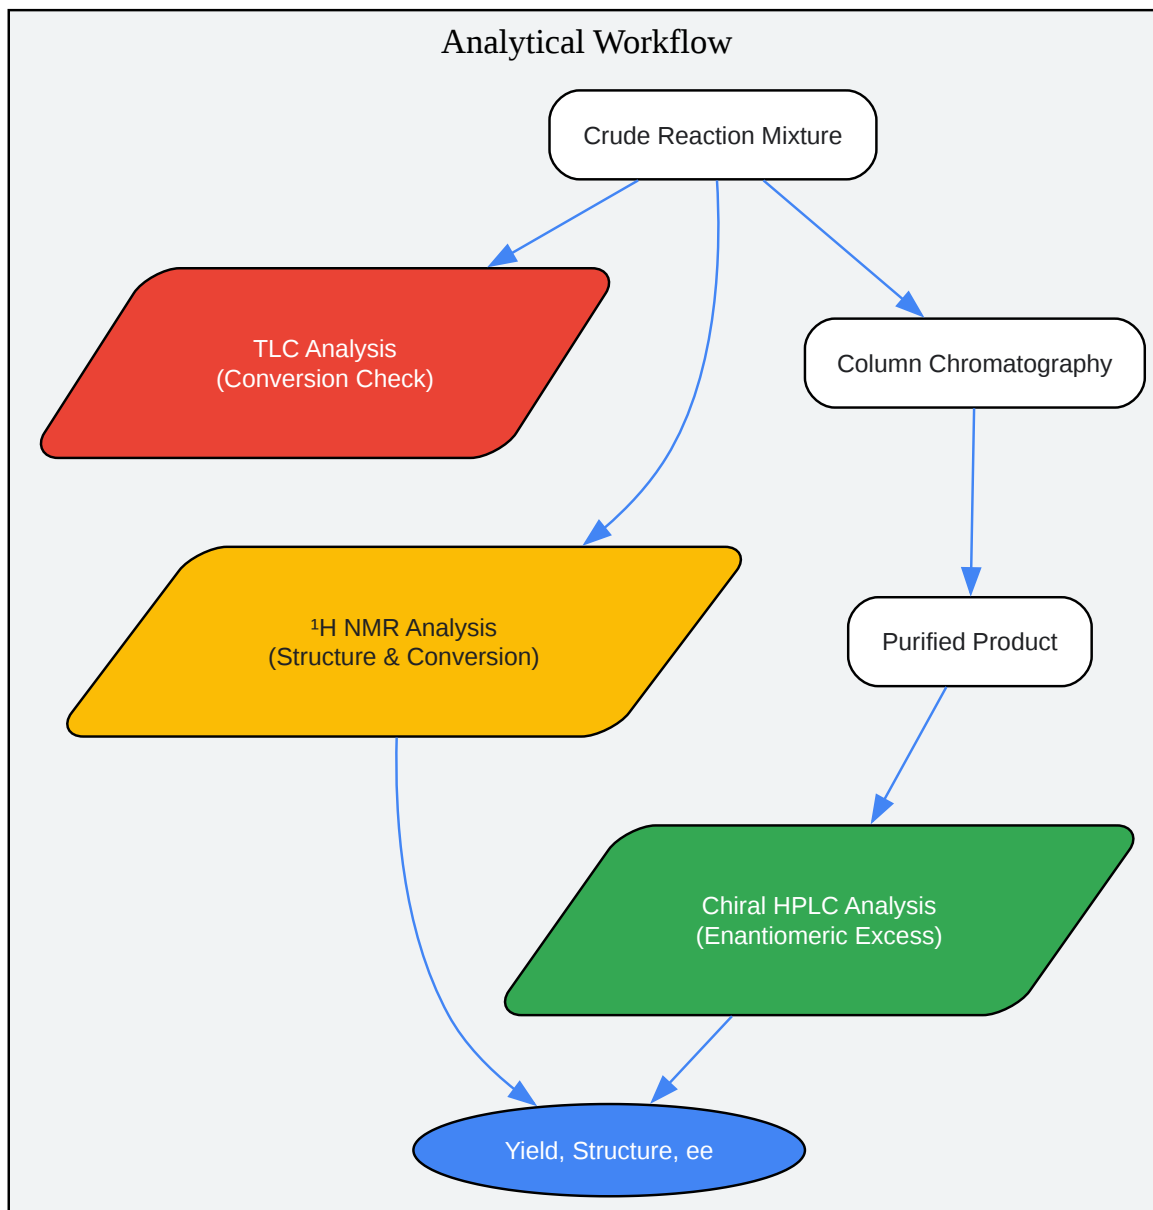 Analytical Workflow
Crude Reaction Mixture
TLC Analysis
(Conversion Check)
Column Chromatography
¹H NMR Analysis
(Structure & Conversion)
Purified Product
Chiral HPLC Analysis
(Enantiomeric Excess)
Yield, Structure, ee